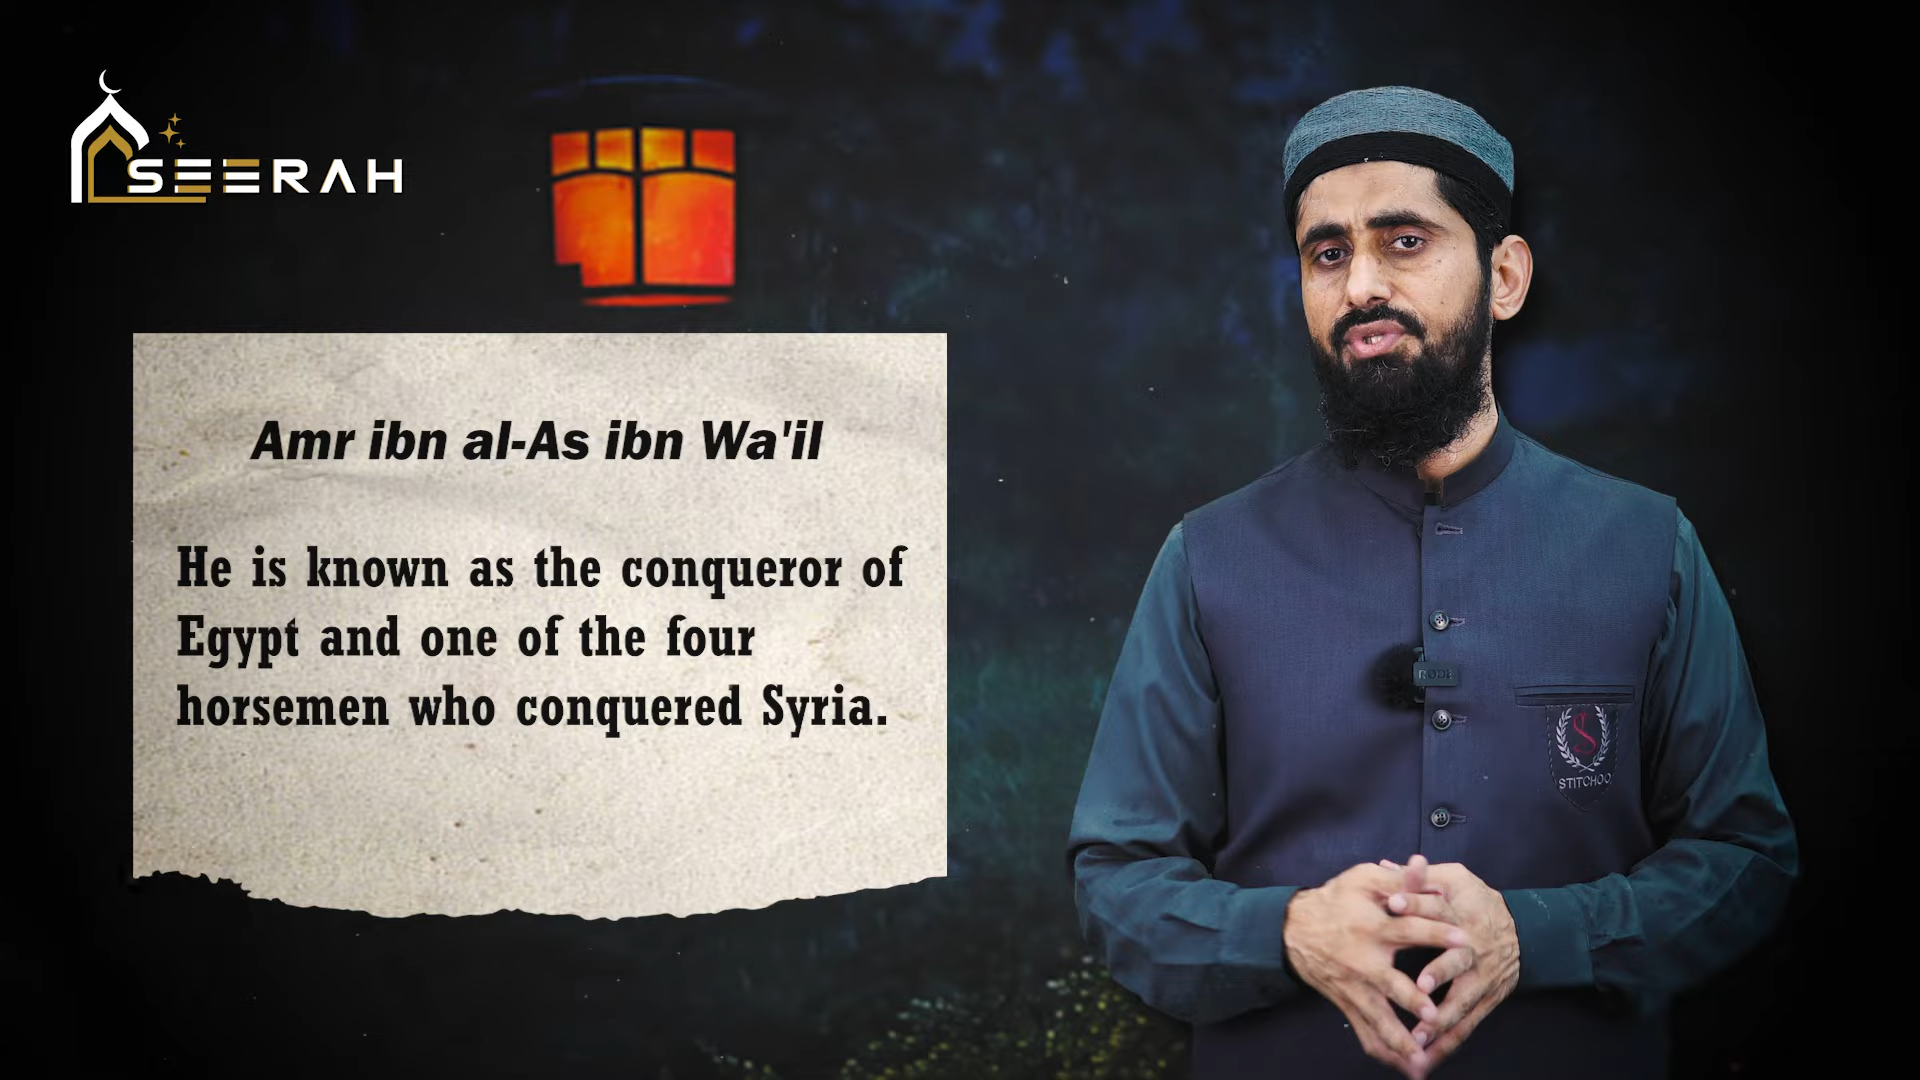 SEERAH
Amr ibn al-As ibn Wa'il
He is known as the conqueror of
Egypt and one of the four
horsemen who conquered Syria.
RODE
S
STITCHOO